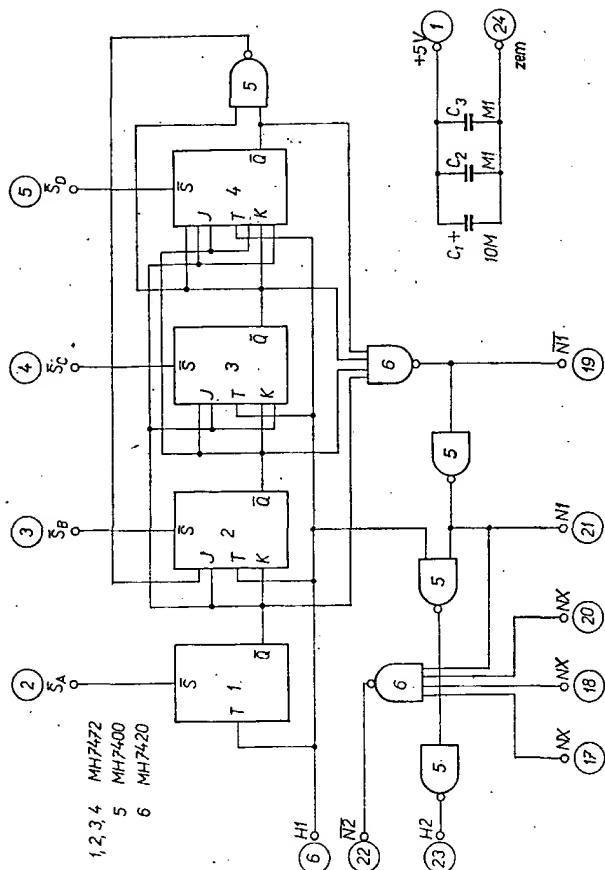 2 3 4 5
S̅A S̅B S̅C S̅D
1,2,3,4 MH7472
5 MH7400
6 MH7420
S̅ S̅ S̅ S̅
J J J
T 1 2 T 3 T 4 T
K K K
Q̅ Q̅ Q̅ Q̅
5
6 H1
N̅2̅ 22
6
5
H2 23
5
5
6
NX 17
NX 18
NX 20
N1 21
N̅1̅ 19
C1 + C2 C3
10M M1 M1
+5V 1
zem 24